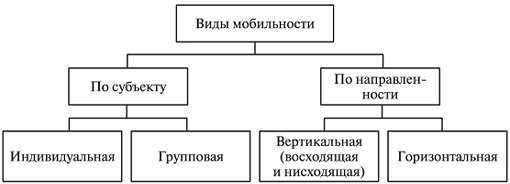 Виды мобильности
По субъекту
По направлен-
ности
Индивидуальная
Групповая
Вертикальная
(восходящая
и нисходящая)
Горизонтальная